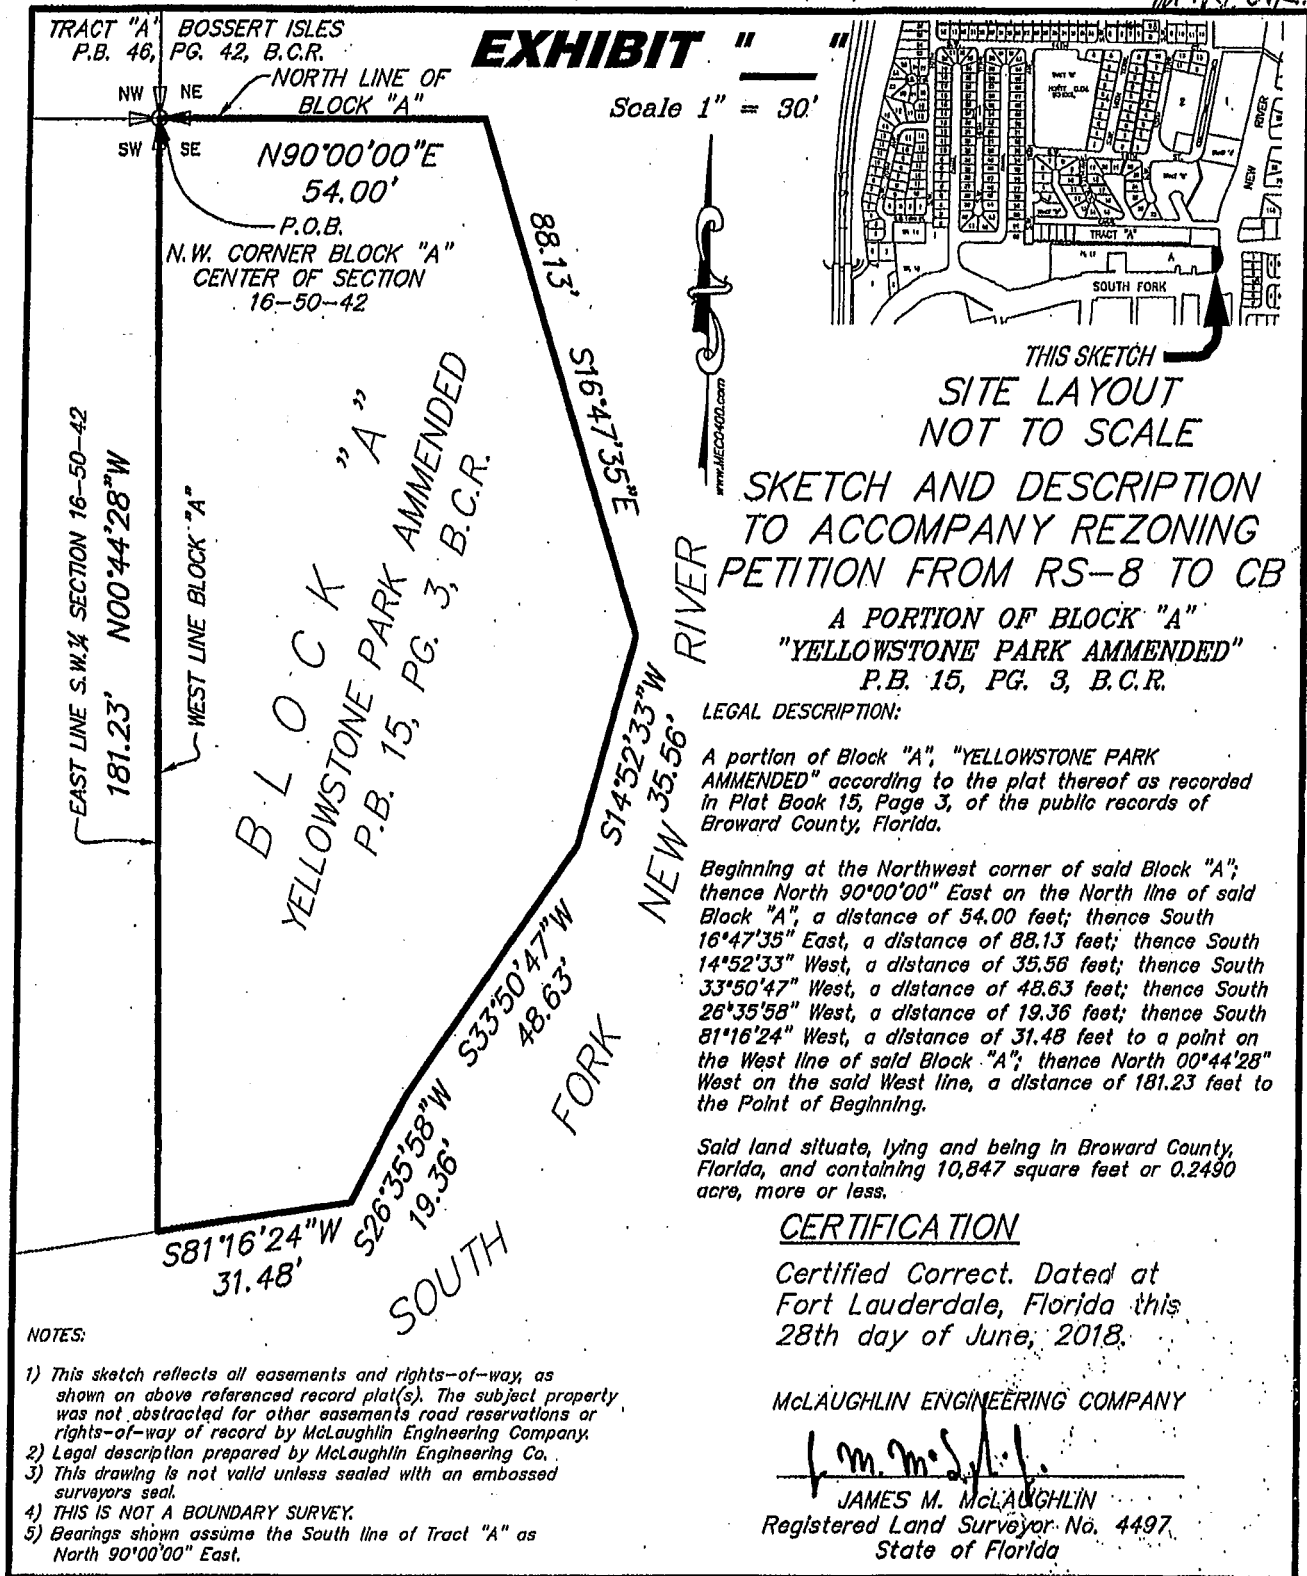 TRACT "A" BOSSERT ISLES
P.B. 46, PG. 42, B.C.R.
NORTH LINE OF
BLOCK "A"
NW NE
SW SE
N90°00'00"E
54.00'
P.O.B.
N.W. CORNER BLOCK "A"
CENTER OF SECTION
16-50-42
EXHIBIT "  "
Scale 1" = 30'
88.13'
S16°47'35"E
EAST LINE S.W.¼ SECTION 16-50-42
181.23' N00°44'28"W
WEST LINE BLOCK "A"
BLOCK "A"
YELLOWSTONE PARK AMMENDED
P.B. 15, PG. 3, B.C.R.
www.MECO400.com
S14°52'33"W
35.56'
S33°50'47"W
48.63'
S26°35'58"W
19.36'
S81°16'24"W
31.48'
SOUTH FORK NEW RIVER
TRACT "A"
A
SOUTH FORK
NEW RIVER
THIS SKETCH
SITE LAYOUT
NOT TO SCALE
SKETCH AND DESCRIPTION
TO ACCOMPANY REZONING
PETITION FROM RS-8 TO CB
A PORTION OF BLOCK "A"
"YELLOWSTONE PARK AMMENDED"
P.B. 15, PG. 3, B.C.R.
LEGAL DESCRIPTION:
A portion of Block "A", "YELLOWSTONE PARK
AMMENDED" according to the plat thereof as recorded
in Plat Book 15, Page 3, of the public records of
Broward County, Florida.
Beginning at the Northwest corner of said Block "A";
thence North 90°00'00" East on the North line of said
Block "A", a distance of 54.00 feet; thence South
16°47'35" East, a distance of 88.13 feet; thence South
14°52'33" West, a distance of 35.56 feet; thence South
33°50'47" West, a distance of 48.63 feet; thence South
26°35'58" West, a distance of 19.36 feet; thence South
81°16'24" West, a distance of 31.48 feet to a point on
the West line of said Block "A"; thence North 00°44'28"
West on the said West line, a distance of 181.23 feet to
the Point of Beginning.
Said land situate, lying and being in Broward County,
Florida, and containing 10,847 square feet or 0.2490
acre, more or less.
CERTIFICATION
Certified Correct. Dated at
Fort Lauderdale, Florida this
28th day of June, 2018.
McLAUGHLIN ENGINEERING COMPANY
JAMES M. McLAUGHLIN
Registered Land Surveyor No. 4497
State of Florida
NOTES:
1) This sketch reflects all easements and rights-of-way, as
shown on above referenced record plat(s). The subject property
was not abstracted for other easements road reservations or
rights-of-way of record by McLaughlin Engineering Company.
2) Legal description prepared by McLaughlin Engineering Co.
3) This drawing is not valid unless sealed with an embossed
surveyors seal.
4) THIS IS NOT A BOUNDARY SURVEY.
5) Bearings shown assume the South line of Tract "A" as
North 90°00'00" East.